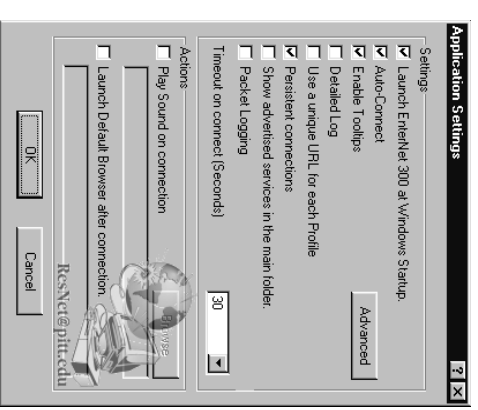 Application Settings
Settings
Launch EnterNet 300 at Windows Startup.
Auto-Connect
Enable Tooltips
Advanced
Detailed Log
Use a unique URL for each Profile
Persistent connections
Show advertised services in the main folder.
Packet Logging
Timeout on connect (Seconds)
30
Actions
Play Sound on connection
Browse
Launch Default Browser after connection.
ResNet@pitt.edu
OK
Cancel